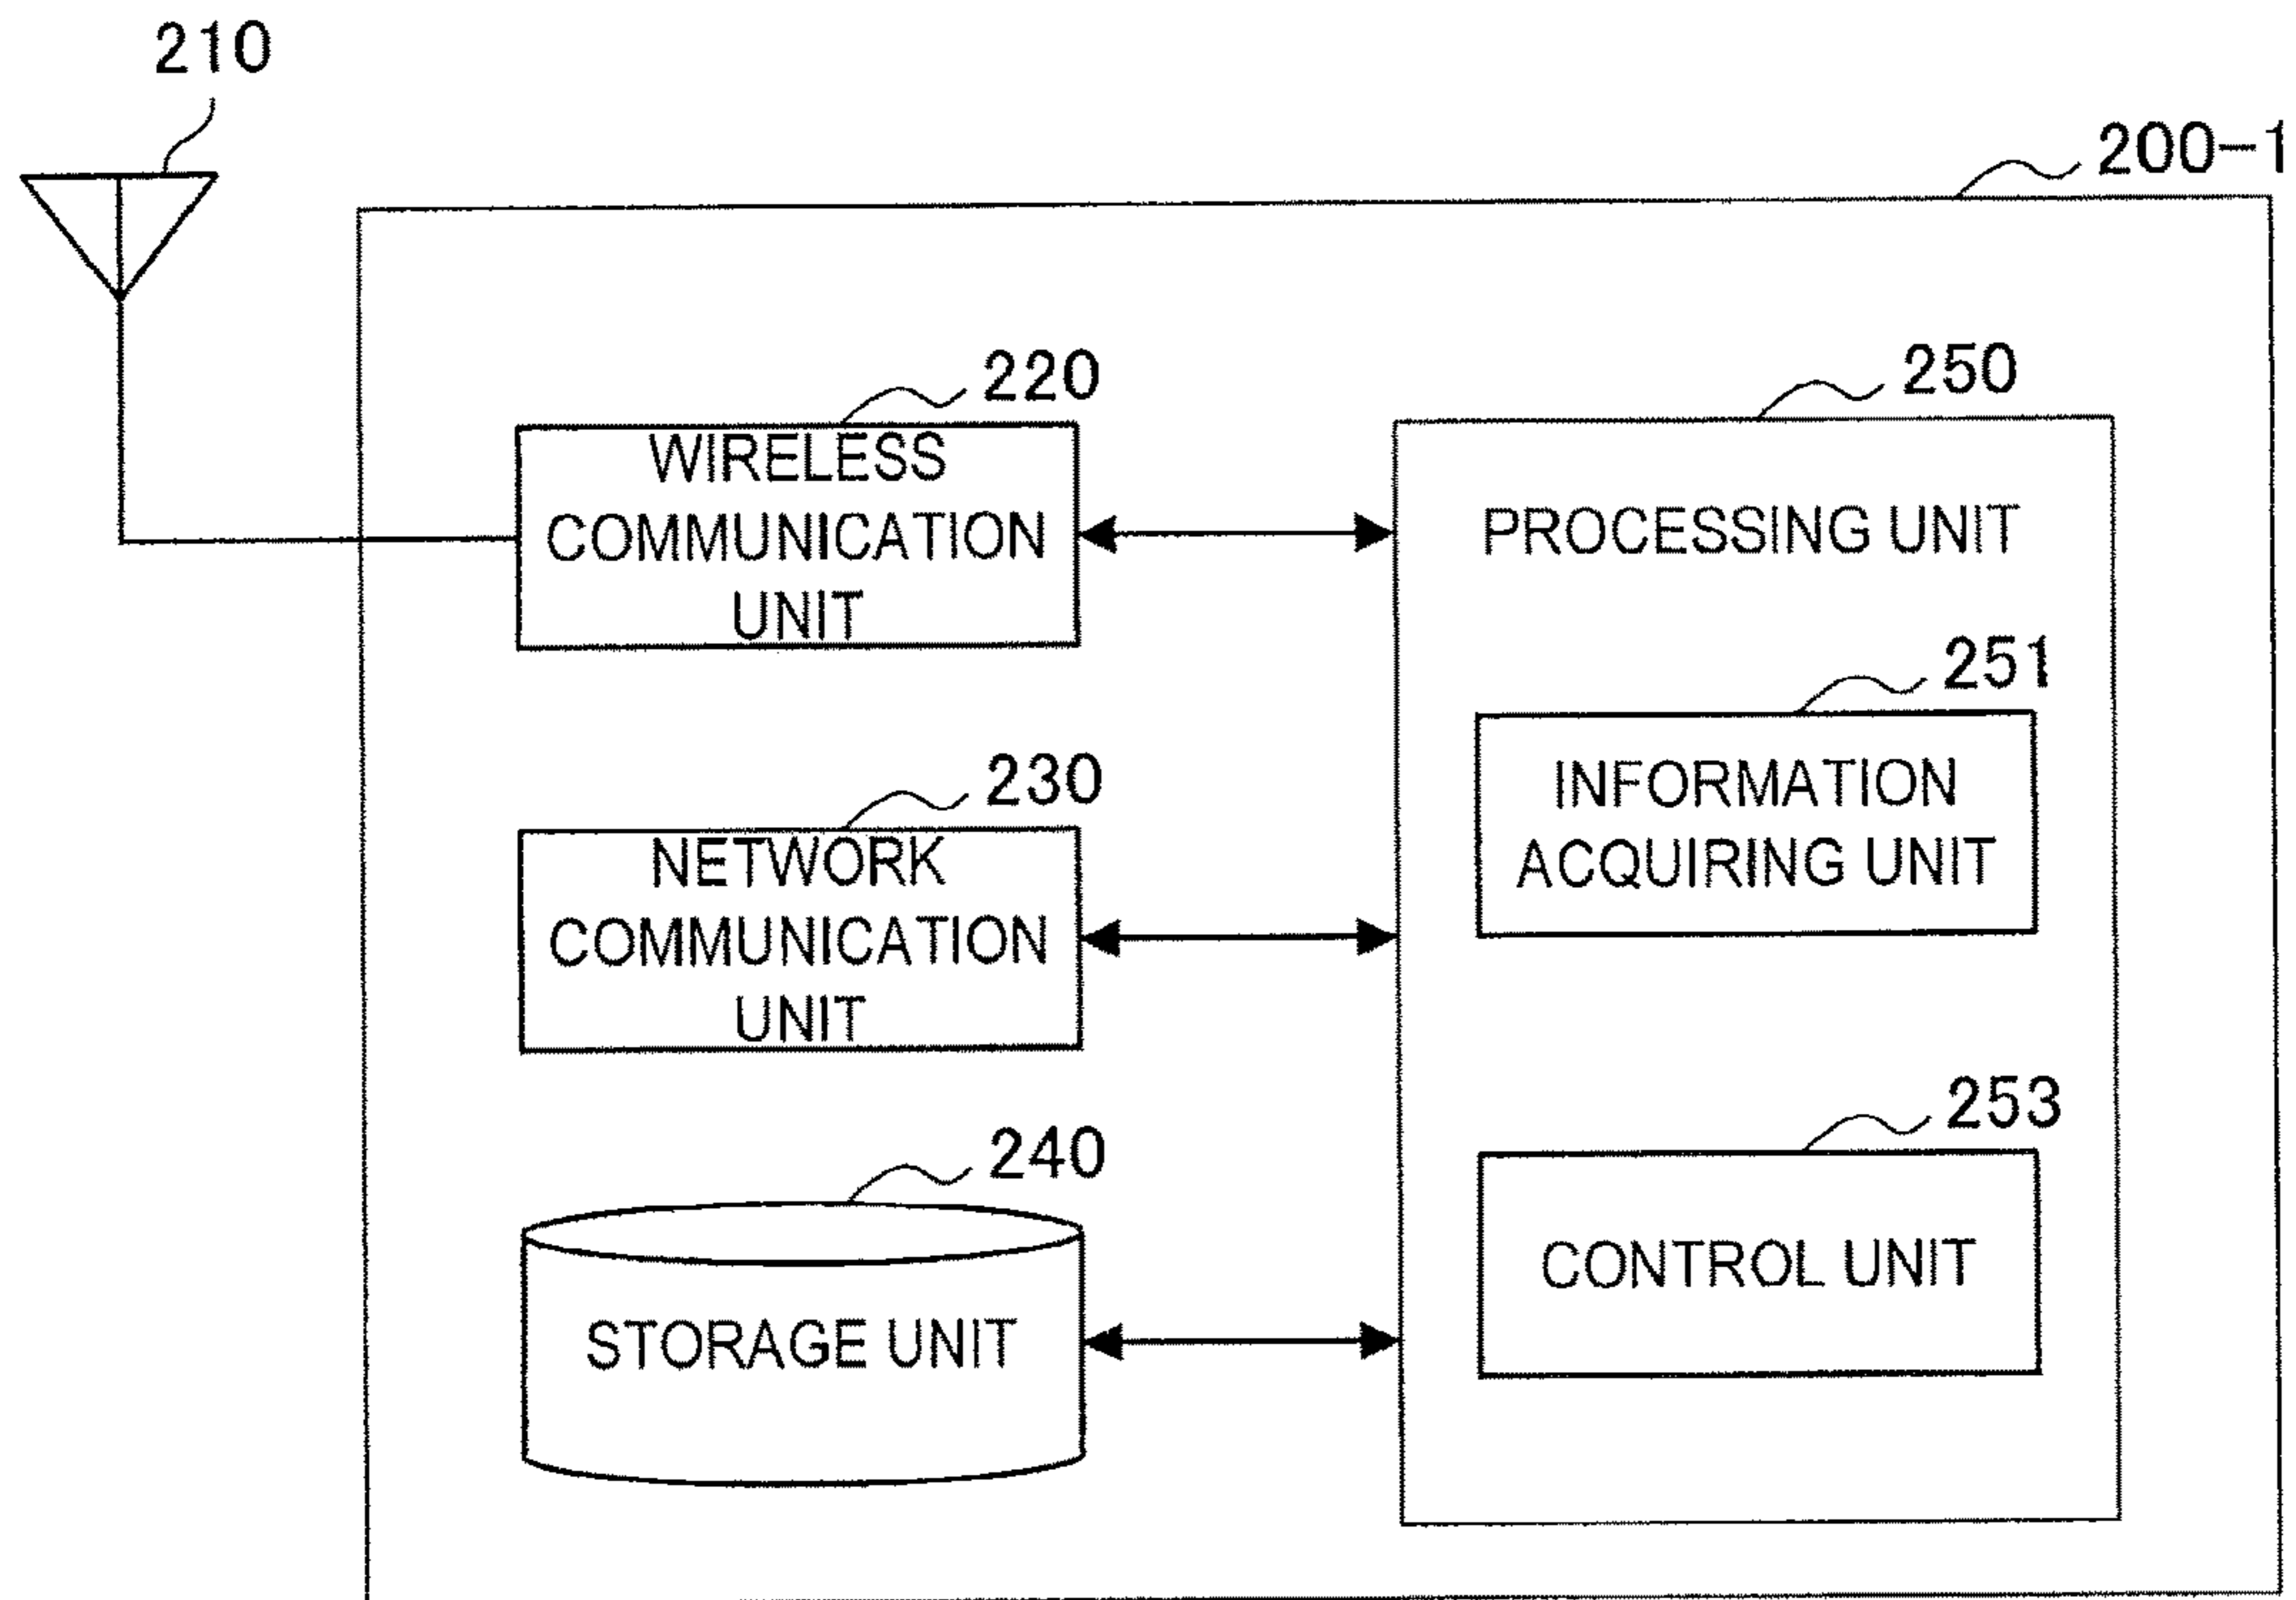 210
200-1
220
WIRELESS
COMMUNICATION
UNIT
250
PROCESSING UNIT
251
INFORMATION
ACQUIRING UNIT
230
NETWORK
COMMUNICATION
UNIT
253
CONTROL UNIT
240
STORAGE UNIT